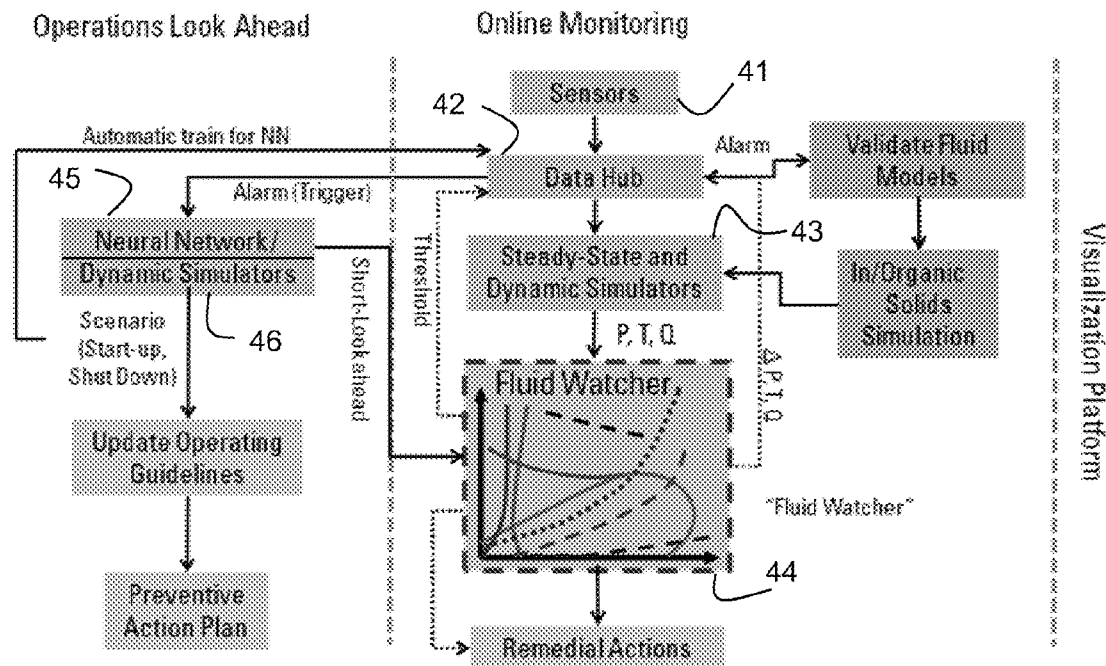 Operations Look Ahead
Online Monitoring
41
Sensors
42
Automatic train for NN
Alarm
Validate Fluid
Models
45
Alarm (Trigger)
Data Hub
43
Neural Network/
Dynamic Simulators
Steady-State and
Dynamic Simulators
In/Organic
Solids
Simulation
Threshold
Short-Lookahead
Scenario
(Start-up,
Shut Down)
46
P, T, Q
Δ P, T, Q
Fluid Watcher
Update Operating
Guidelines
"Fluid Watcher"
44
Preventive
Action Plan
Remedial Actions
Visualization Platform